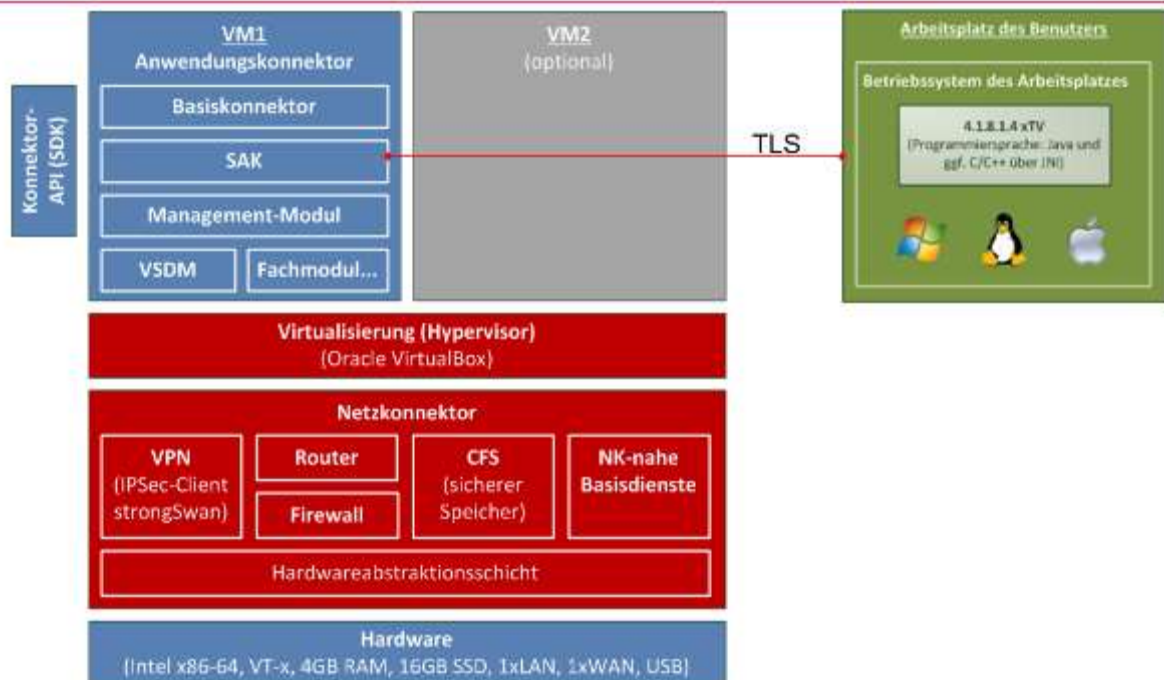 Konnektor-
API (SDK)
VM1
Anwendungskonnektor
Basiskonnektor
SAK
Management-Modul
VSDM
Fachmodul...
VM2
(optional)
TLS
Arbeitsplatz des Benutzers
Betriebssystem des Arbeitsplatzes
4.1.8.1.4 xTV
(Programmiersprache: Java und
ggf. C/C++ über JNI)
Virtualisierung (Hypervisor)
(Oracle VirtualBox)
Netzkonnektor
VPN
(IPSec-Client
strongSwan)
Router
Firewall
CFS
(sicherer
Speicher)
NK-nahe
Basisdienste
Hardwareabstraktionsschicht
Hardware
(Intel x86-64, VT-x, 4GB RAM, 16GB SSD, 1xLAN, 1xWAN, USB)